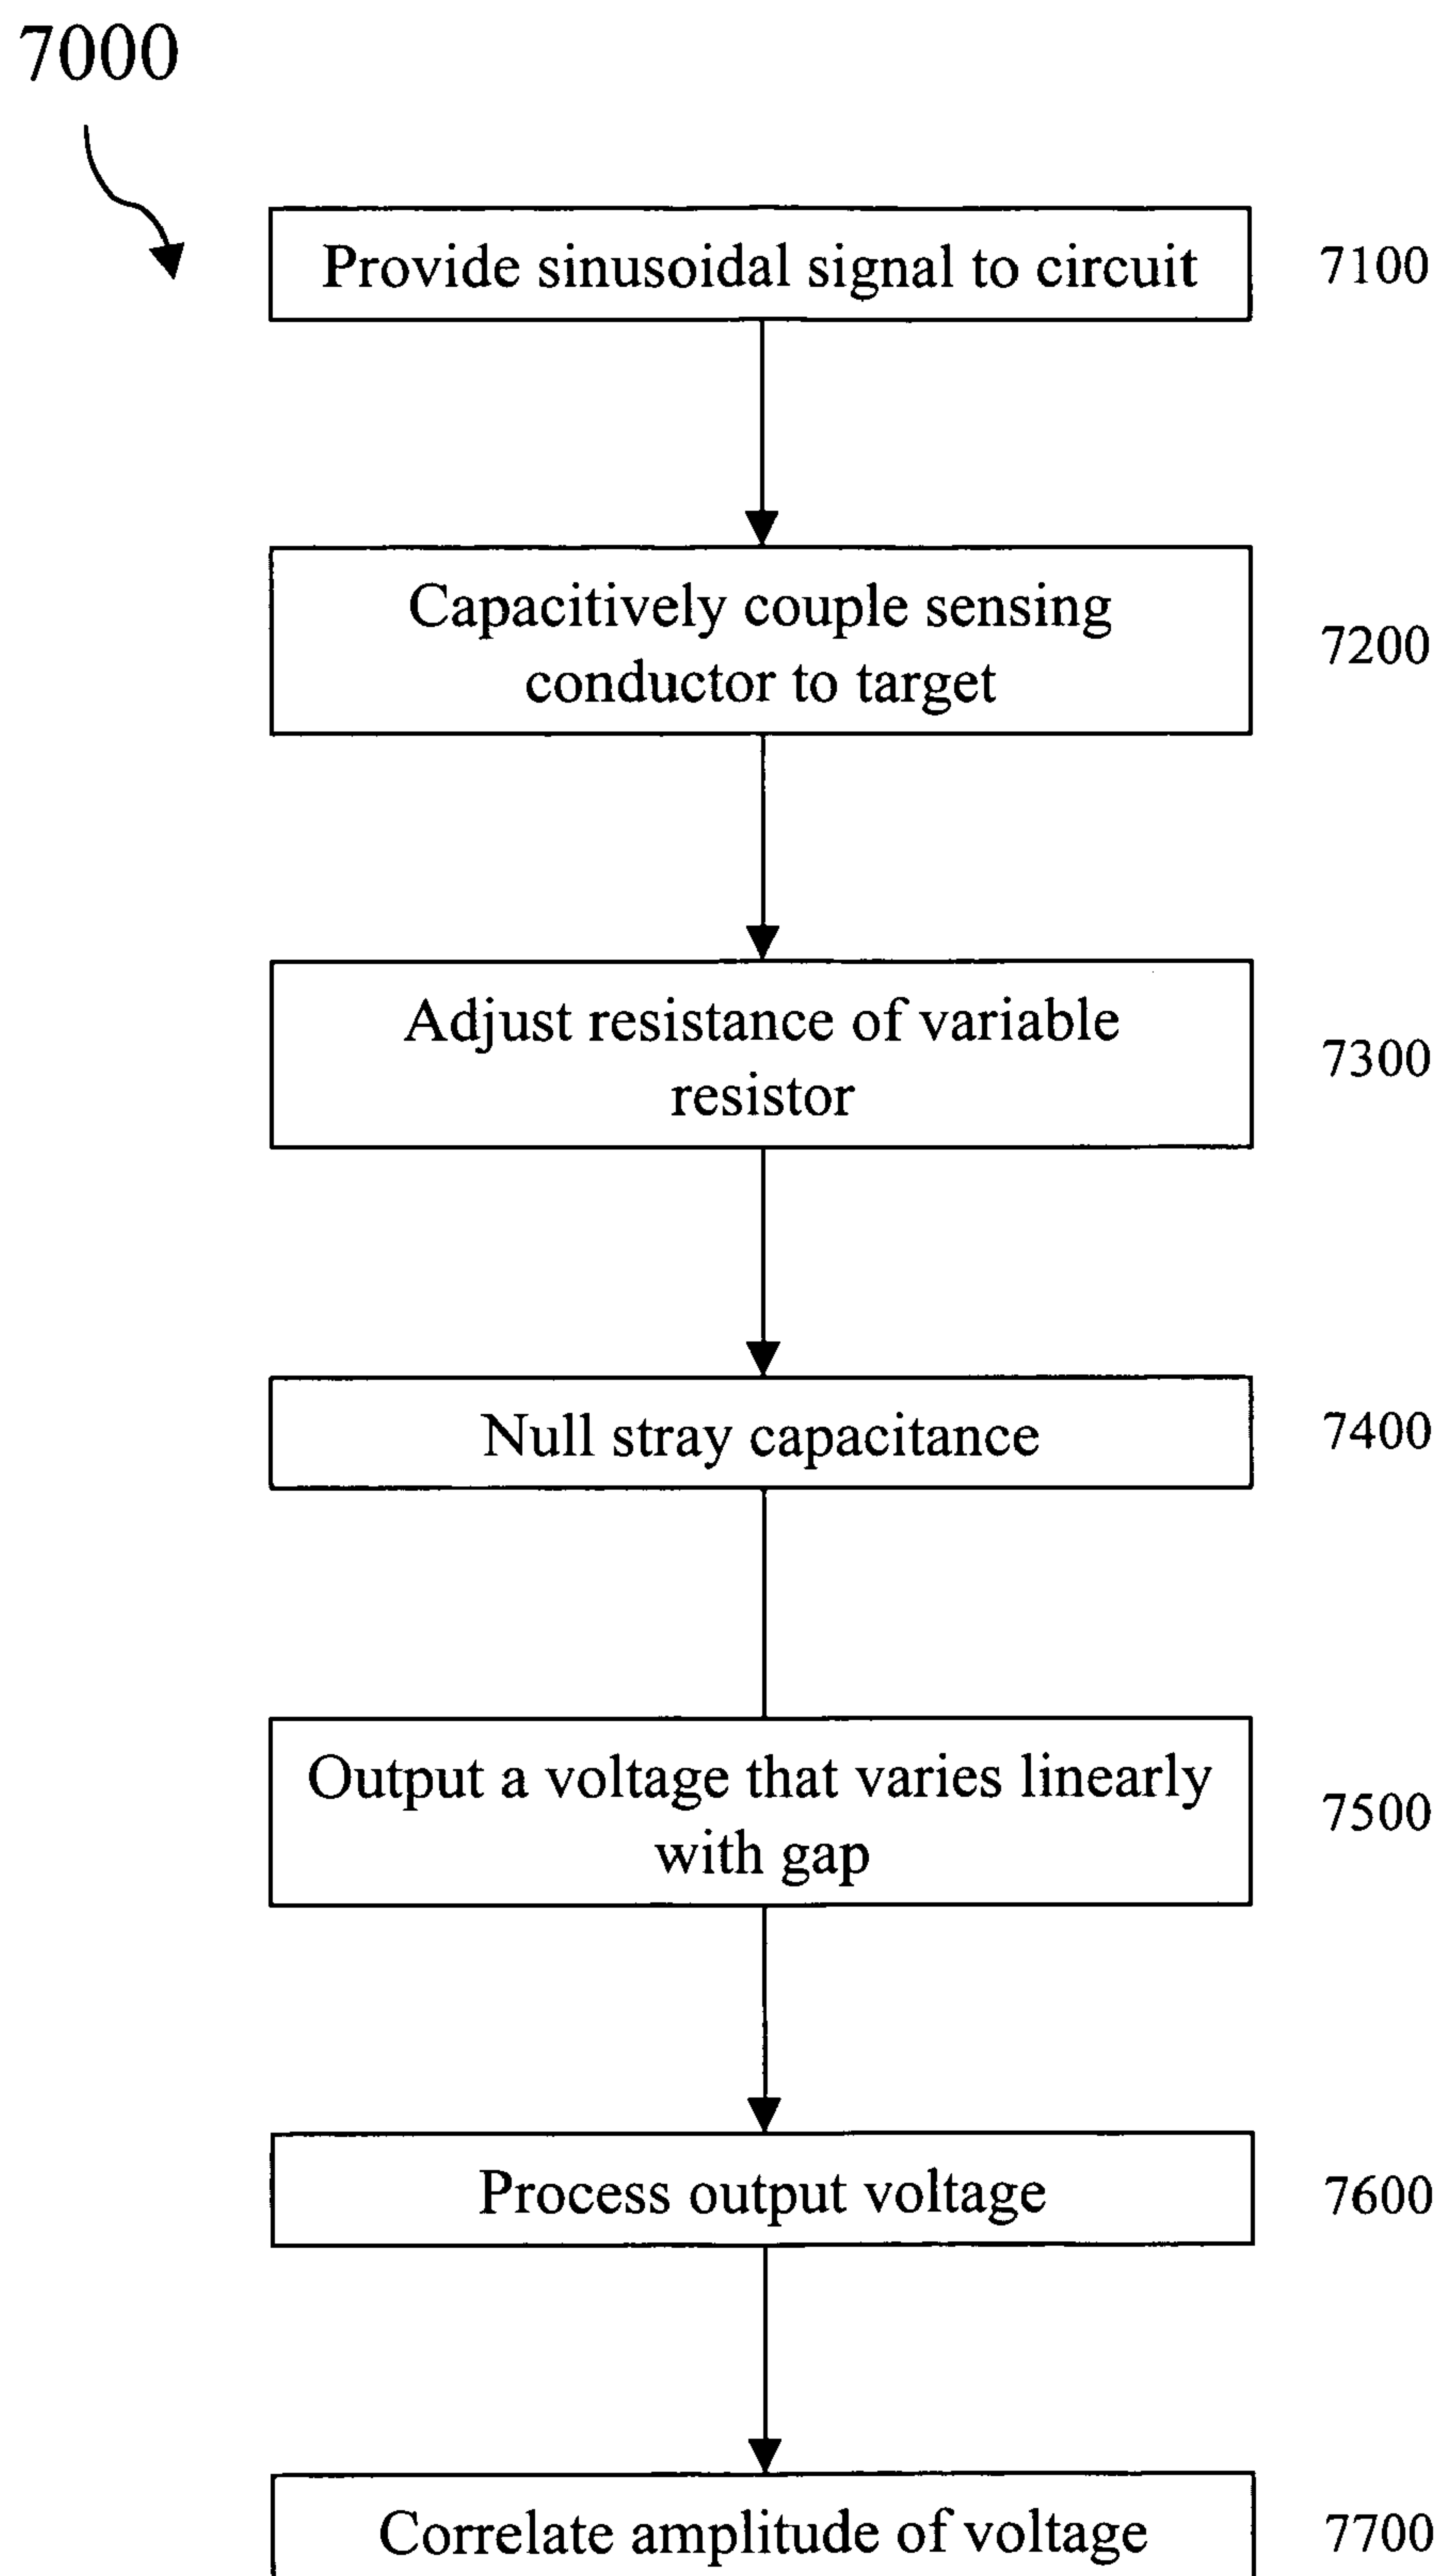 7000
Provide sinusoidal signal to circuit
7100
Capacitively couple sensing
conductor to target
7200
Adjust resistance of variable
resistor
7300
Null stray capacitance
7400
Output a voltage that varies linearly
with gap
7500
Process output voltage
7600
Correlate amplitude of voltage
7700